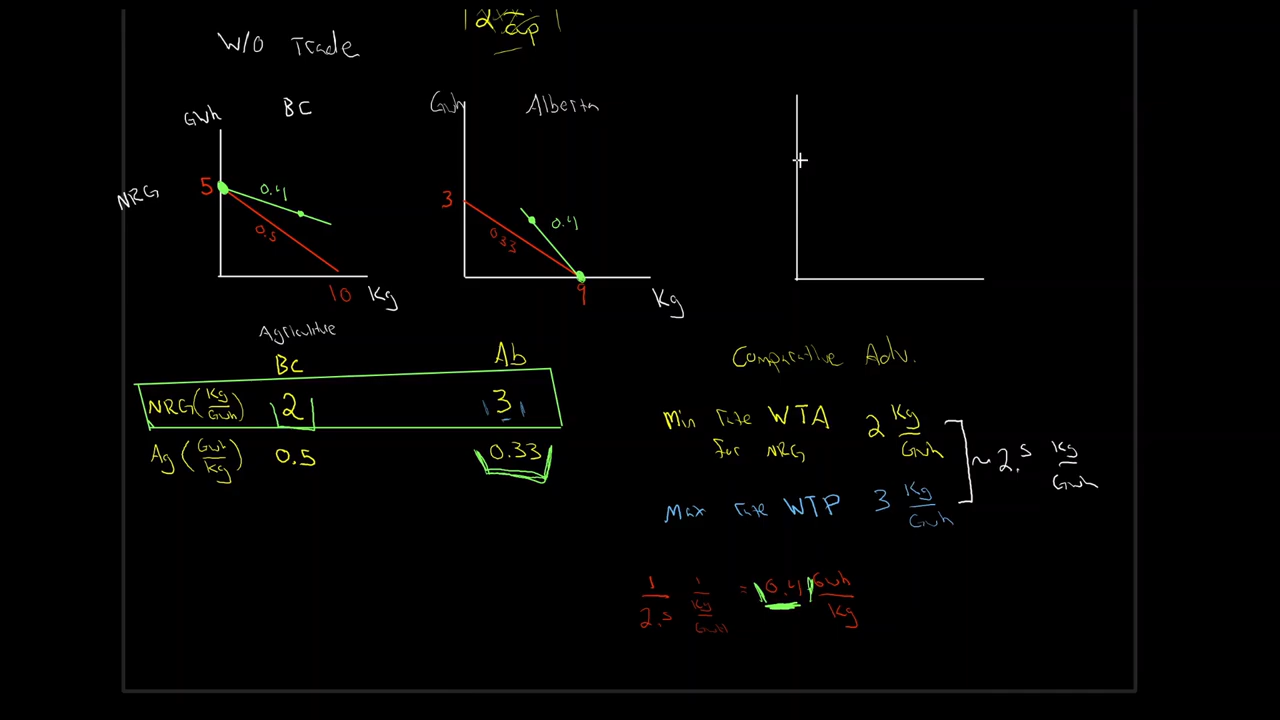 W/O Trade
GWh BC
Gwh Alberta
NRG 5 0.4 0.5 10 Kg
3 0.33 0.4 9 Kg
Agriculture
BC Ab
NRG (Kg/Gwh) 2 3
Ag (Gwh/Kg) 0.5 0.33
Comparative Adv.
Min rate WTA 2 Kg/Gwh
for NRG
~ 2.5 Kg/Gwh
Max rate WTP 3 Kg/Gwh
1/2.5 1/(Kg/GwH) = 0.4 Gwh/Kg